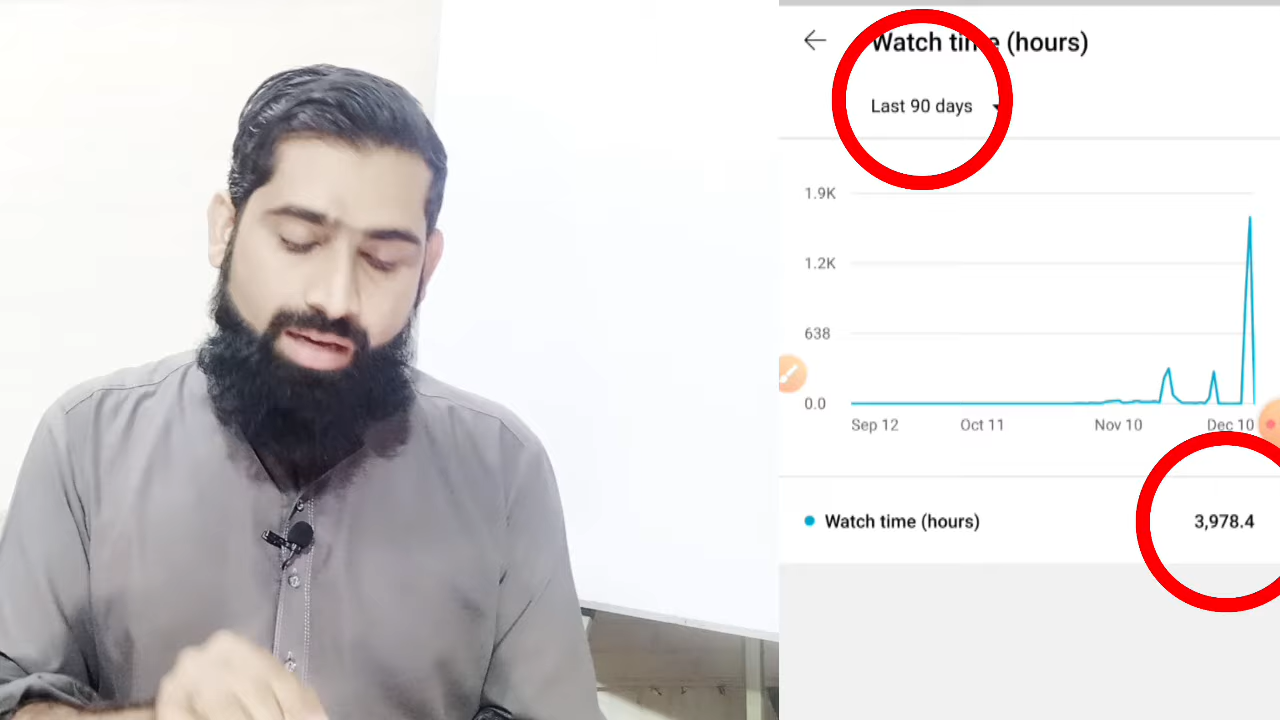 Watch time (hours)
Last 90 days
1.9K
1.2K
638
0.0
Sep 12
Oct 11
Nov 10
Dec 10
Watch time (hours)
3,978.4